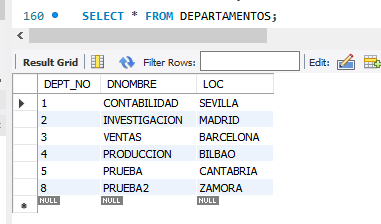 160 SELECT * FROM DEPARTAMENTOS;
Result Grid Filter Rows: Edit:
DEPT_NO DNOMBRE LOC
1 CONTABILIDAD SEVILLA
2 INVESTIGACION MADRID
3 VENTAS BARCELONA
4 PRODUCCION BILBAO
5 PRUEBA CANTABRIA
8 PRUEBA2 ZAMORA
NULL NULL NULL